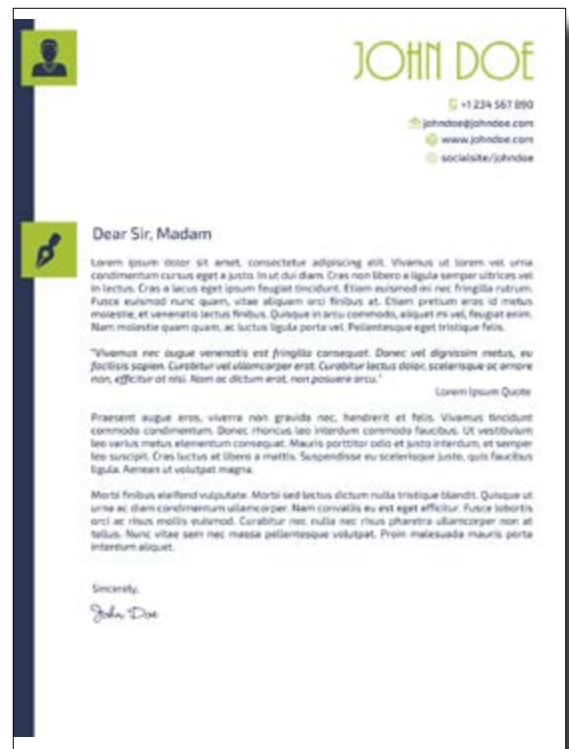 JOHN DOE
+1 234 567 890
johndoe@johndoe.com
www.johndoe.com
socialsite/johndoe
Dear Sir, Madam
Lorem ipsum dolor sit amet, consectetur adipiscing elit. Vivamus ut lorem vel urna
condimentum cursus eget a justo. In ut dui diam. Cras non libero a ligula semper ultrices vel
in lectus. Cras a lacus eget ipsum feugiat tincidunt. Etiam euismod mi nec fringilla rutrum.
Fusce euismod nunc quam, vitae aliquam orci finibus at. Etiam pretium eros id metus
molestie, et venenatis lectus finibus. Quisque in arcu commodo, aliquet mi vel, feugiat enim.
Nam molestie quam quam, ac luctus ligula porta vel. Pellentesque eget tristique felis.
"Vivamus nec augue venenatis est fringilla consequat. Donec vel dignissim metus, eu
facilisis sapien. Curabitur vel ullamcorper erat. Curabitur lectus dolor, scelerisque ac ornare
non, efficitur at nisl. Nam ac dictum erat, non posuere arcu."
Lorem Ipsum Quote
Praesent augue eros, viverra non gravida nec, hendrerit et felis. Vivamus tincidunt
commodo condimentum. Donec rhoncus leo interdum commodo faucibus. Ut vestibulum
leo varius metus elementum consequat. Mauris porttitor odio et justo interdum, et semper
leo suscipit. Cras luctus at libero a mattis. Suspendisse eu scelerisque justo, quis faucibus
ligula. Aenean ut volutpat magna.
Morbi finibus eleifend vulputate. Morbi sed lectus dictum nulla tristique blandit. Quisque ut
urna ac diam condimentum ullamcorper. Nam convallis eu est eget efficitur. Fusce lobortis
orci ac risus mollis euismod. Curabitur nec nulla nec risus pharetra ullamcorper non at
tellus. Nunc vitae sem nec massa pellentesque volutpat. Proin malesuada mauris porta
interdum aliquet.
Sincerely,
John Doe